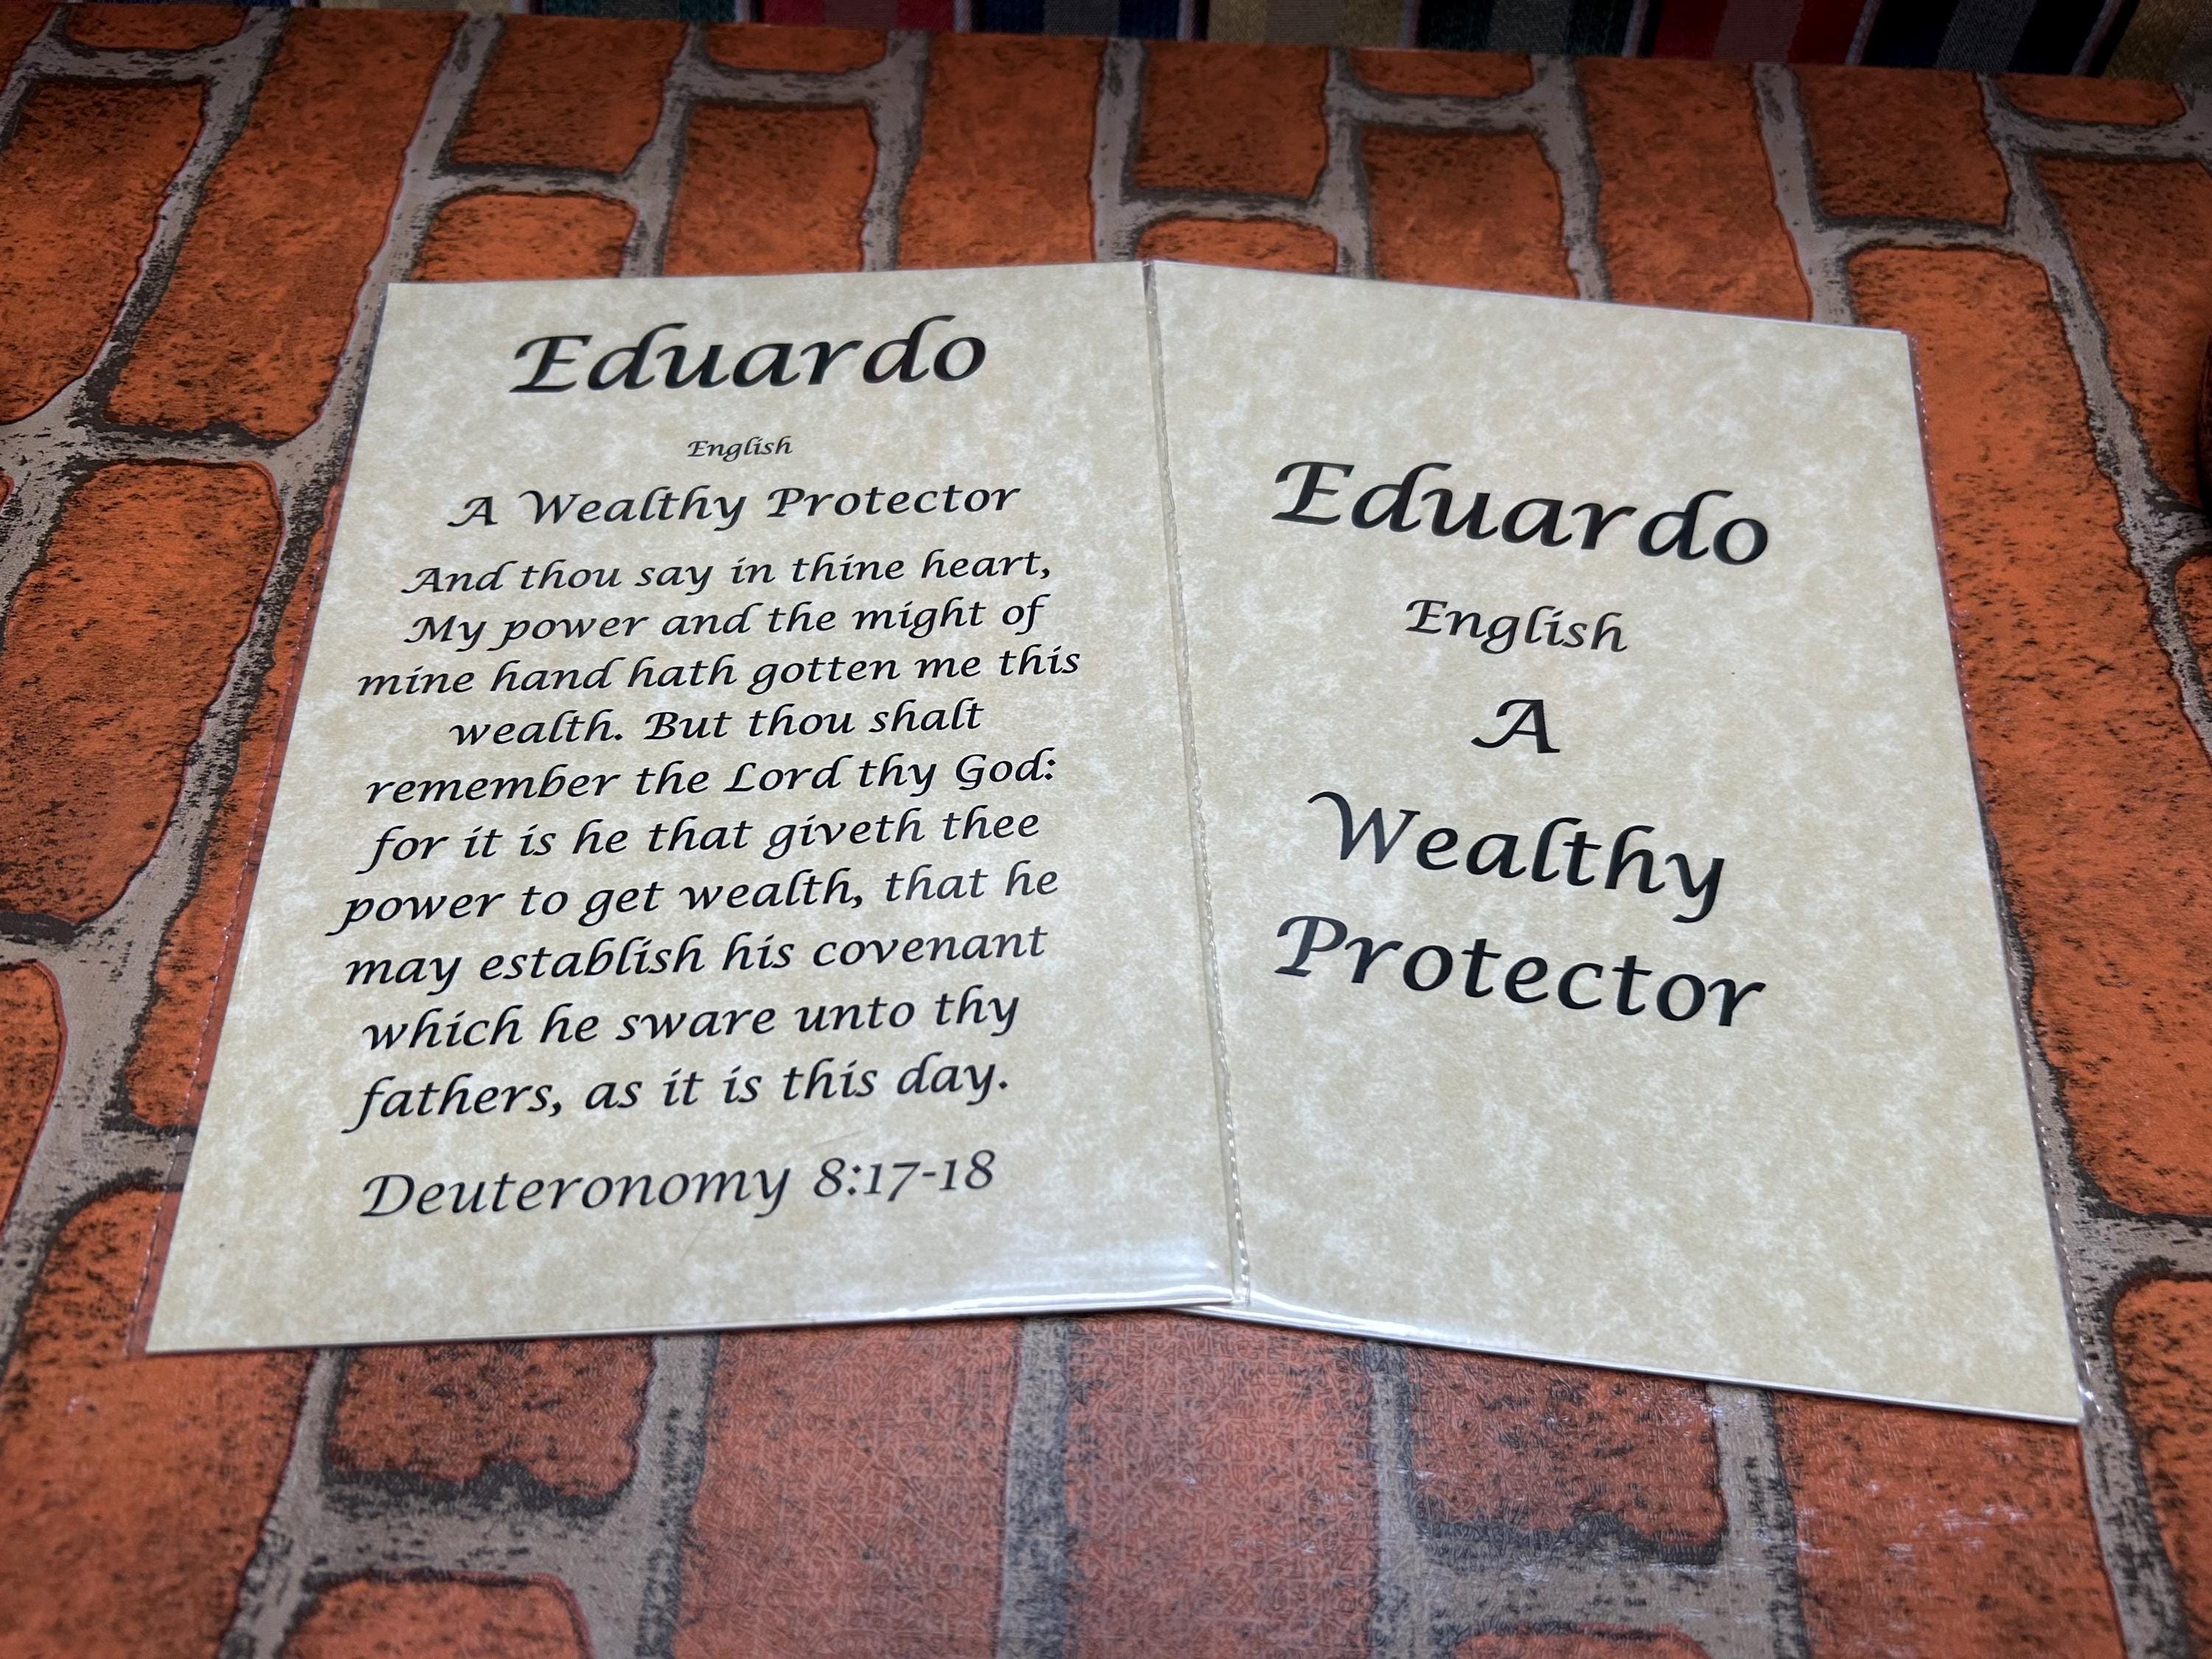 Eduardo
English
A Wealthy Protector
And thou say in thine heart,
My power and the might of
mine hand hath gotten me this
wealth. But thou shalt
remember the Lord thy God:
for it is he that giveth thee
power to get wealth, that he
may establish his covenant
which he sware unto thy
fathers, as it is this day.
Deuteronomy 8:17-18
Eduardo
English
A
Wealthy
Protector